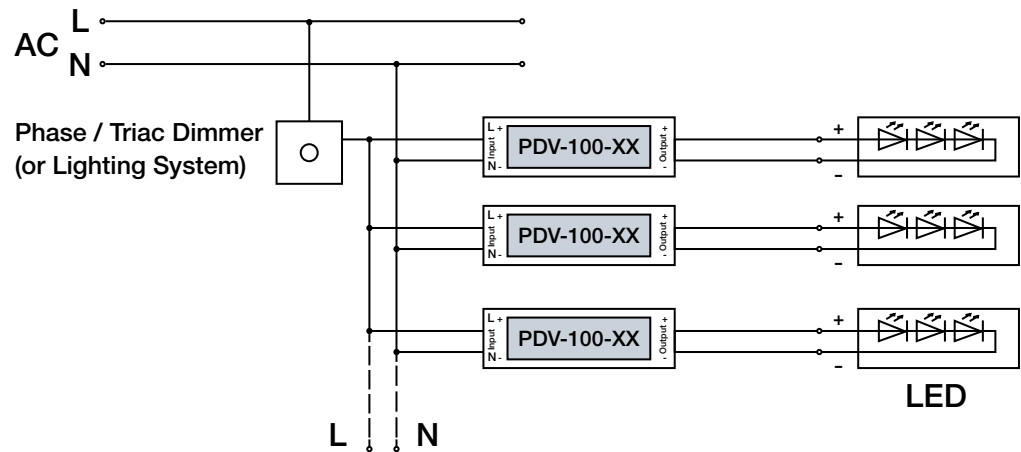 L
AC
N
Phase / Triac Dimmer
(or Lighting System)
L +
Input
N -
PDV-100-XX
Output
+
-
+
-
L +
Input
N -
PDV-100-XX
Output
+
-
+
-
L +
Input
N -
PDV-100-XX
Output
+
-
+
-
LED
L N